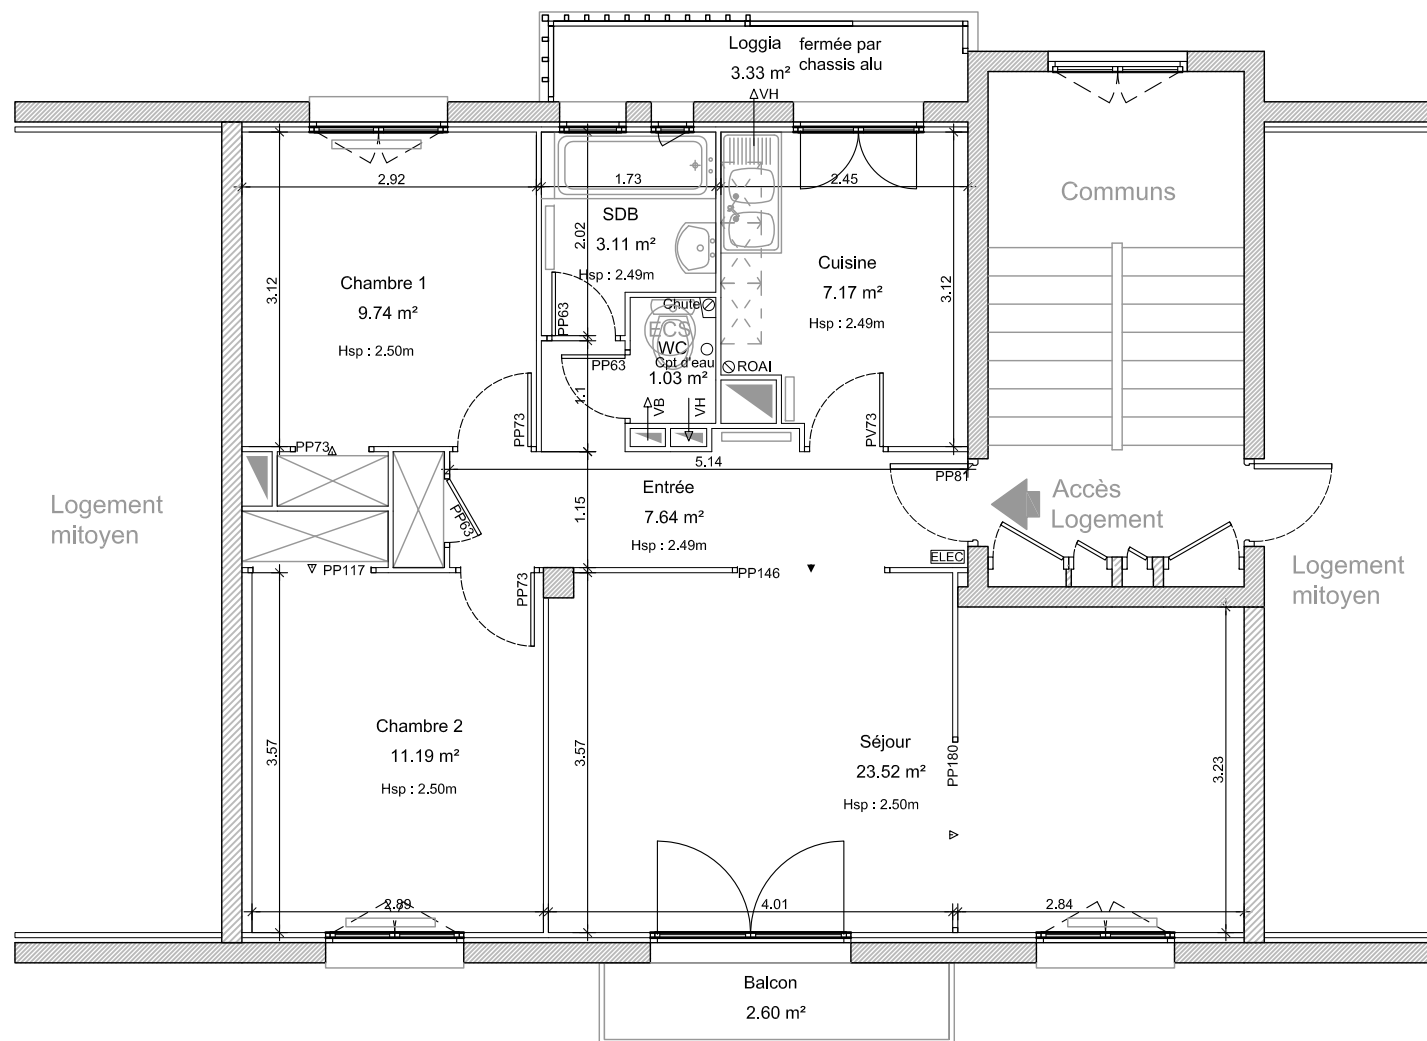 Loggia
3.33 m²
fermée par
chassis alu
VH
2.92
1.73
2.45
Communs
SDB
3.11 m²
Hsp : 2.49m
2.02
Chambre 1
9.74 m²
Hsp : 2.50m
3.12
Cuisine
7.17 m²
Hsp : 2.49m
3.12
Chute
ECS
WC
Cpt d'eau
1.03 m²
PP63
PP63
ROAI
1.1
VB
VH
PP73
PP73
PV73
5.14
PP81
Logement
mitoyen
Entrée
7.64 m²
Hsp : 2.49m
1.15
PP63
Accès
Logement
ELEC
Logement
mitoyen
PP117
PP73
PP146
Chambre 2
11.19 m²
Hsp : 2.50m
3.57
3.57
Séjour
23.52 m²
Hsp : 2.50m
PP180
3.23
2.89
4.01
2.84
Balcon
2.60 m²